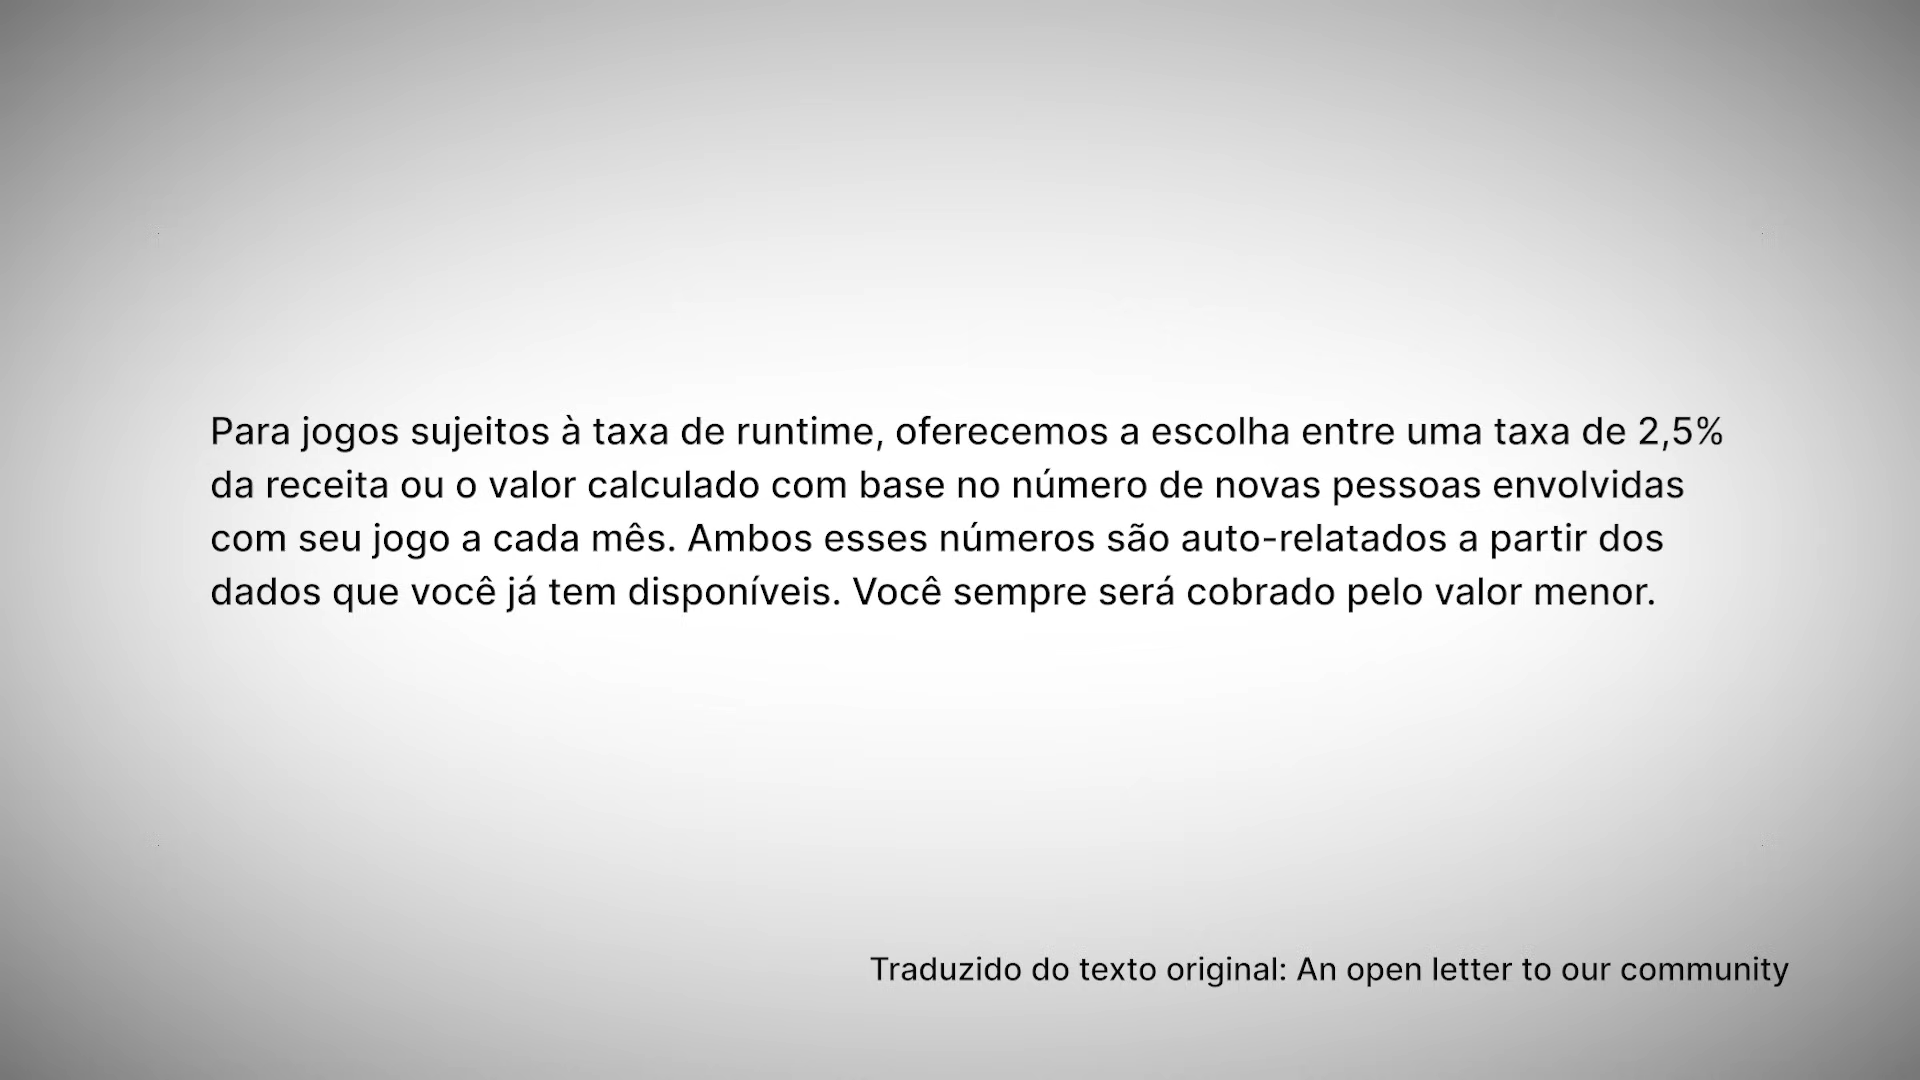 Para jogos sujeitos à taxa de runtime, oferecemos a escolha entre uma taxa de 2,5%
da receita ou o valor calculado com base no número de novas pessoas envolvidas
com seu jogo a cada mês. Ambos esses números são auto-relatados a partir dos
dados que você já tem disponíveis. Você sempre será cobrado pelo valor menor.
Traduzido do texto original: An open letter to our community